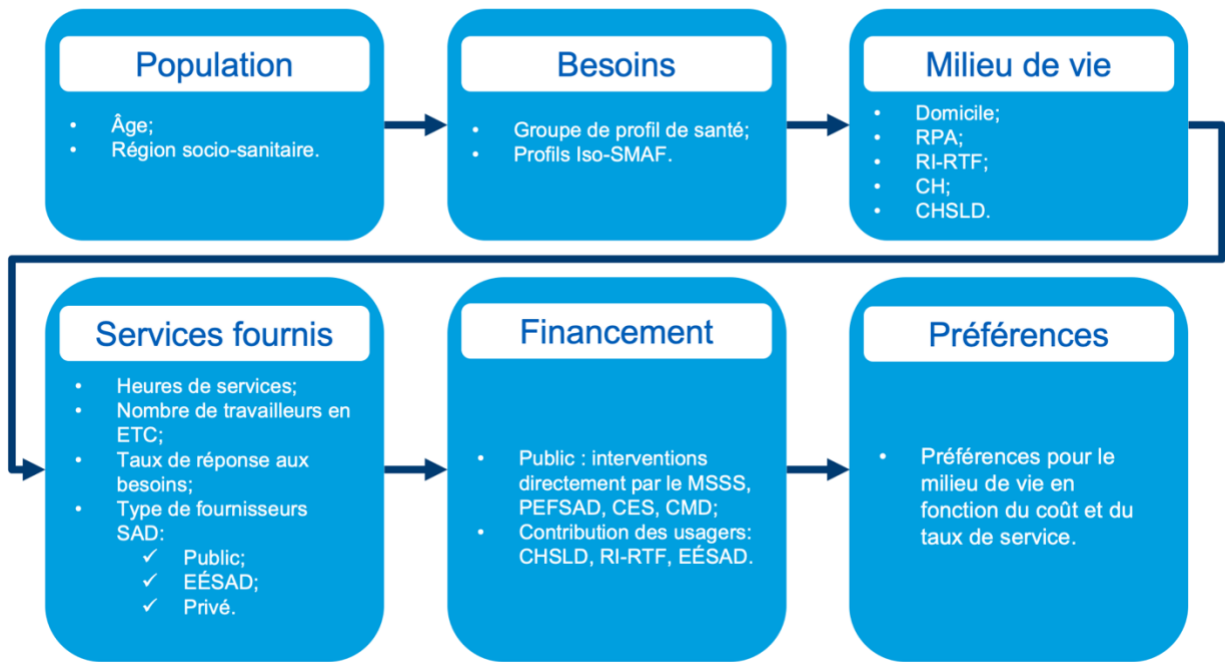 Population
• Âge;
• Région socio-sanitaire.
Besoins
• Groupe de profil de santé;
• Profils Iso-SMAF.
Milieu de vie
• Domicile;
• RPA;
• RI-RTF;
• CH;
• CHSLD.
Services fournis
• Heures de services;
• Nombre de travailleurs en
ETC;
• Taux de réponse aux
besoins;
• Type de fournisseurs
SAD:
✓ Public;
✓ EÉSAD;
✓ Privé.
Financement
• Public : interventions
directement par le MSSS,
PEFSAD, CES, CMD;
• Contribution des usagers:
CHSLD, RI-RTF, EÉSAD.
Préférences
• Préférences pour le
milieu de vie en
fonction du coût et du
taux de service.